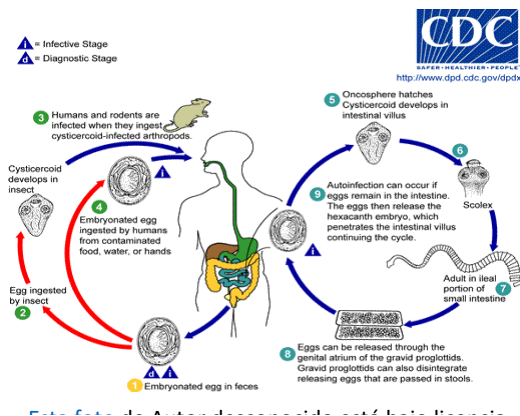 i = Infective Stage
d = Diagnostic Stage
CDC
SAFER • HEALTHIER • PEOPLE
http://www.dpd.cdc.gov/dpdx
3 Humans and rodents are
infected when they ingest
cysticercoid-infected arthropods.
5 Oncosphere hatches
Cysticercoid develops in
intestinal villus
6
Scolex
Cysticercoid
develops in
insect
i
4
Embryonated egg
ingested by humans
from contaminated
food, water, or hands
9 Autoinfection can occur if
eggs remain in the intestine.
The eggs then release the
hexacanth embryo, which
penetrates the intestinal villus
continuing the cycle.
i
Egg ingested
by insect
2
Adult in ileal
portion of
small intestine
7
8 Eggs can be released through the
genital atrium of the gravid proglottids.
Gravid proglottids can also disintegrate
releasing eggs that are passed in stools.
d i
1 Embryonated egg in feces